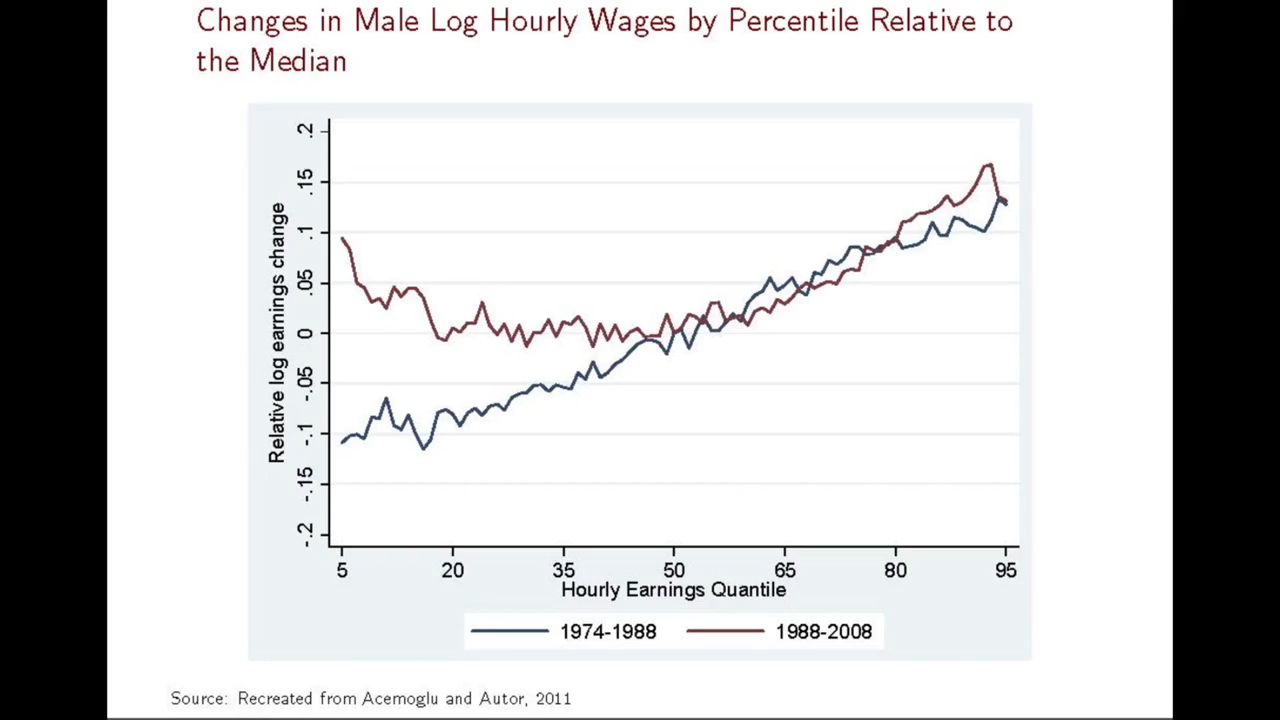 Changes in Male Log Hourly Wages by Percentile Relative to
the Median
Relative log earnings change
.2
.15
.1
.05
0
-.05
-.1
-.15
-.2
5 20 35 50 65 80 95
Hourly Earnings Quantile
1974-1988 1988-2008
Source: Recreated from Acemoglu and Autor, 2011